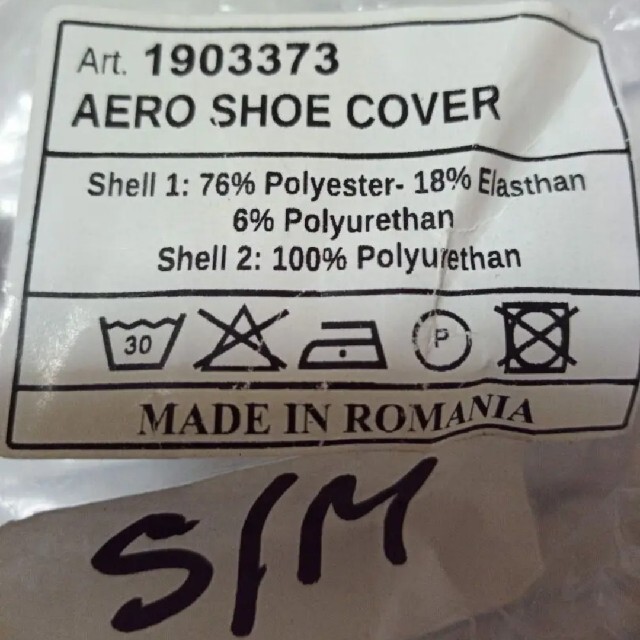 Art. 1903373
AERO SHOE COVER
Shell 1: 76% Polyester- 18% Elasthan
6% Polyurethan
Shell 2: 100% Polyurethan
30 P
MADE IN ROMANIA
S/M